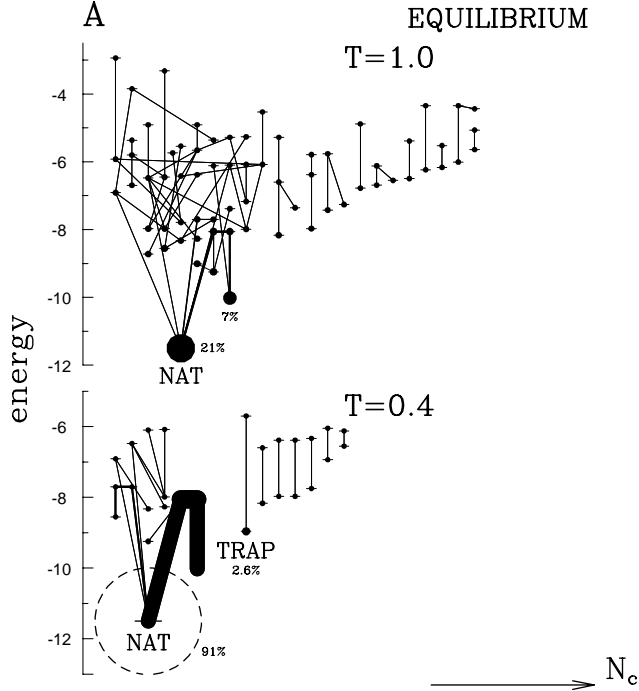 A
EQUILIBRIUM
T=1.0
-4
-6
-8
-10
-12
7%
21%
NAT
energy
T=0.4
-6
-8
-10
-12
TRAP
2.6%
NAT
91%
N_c